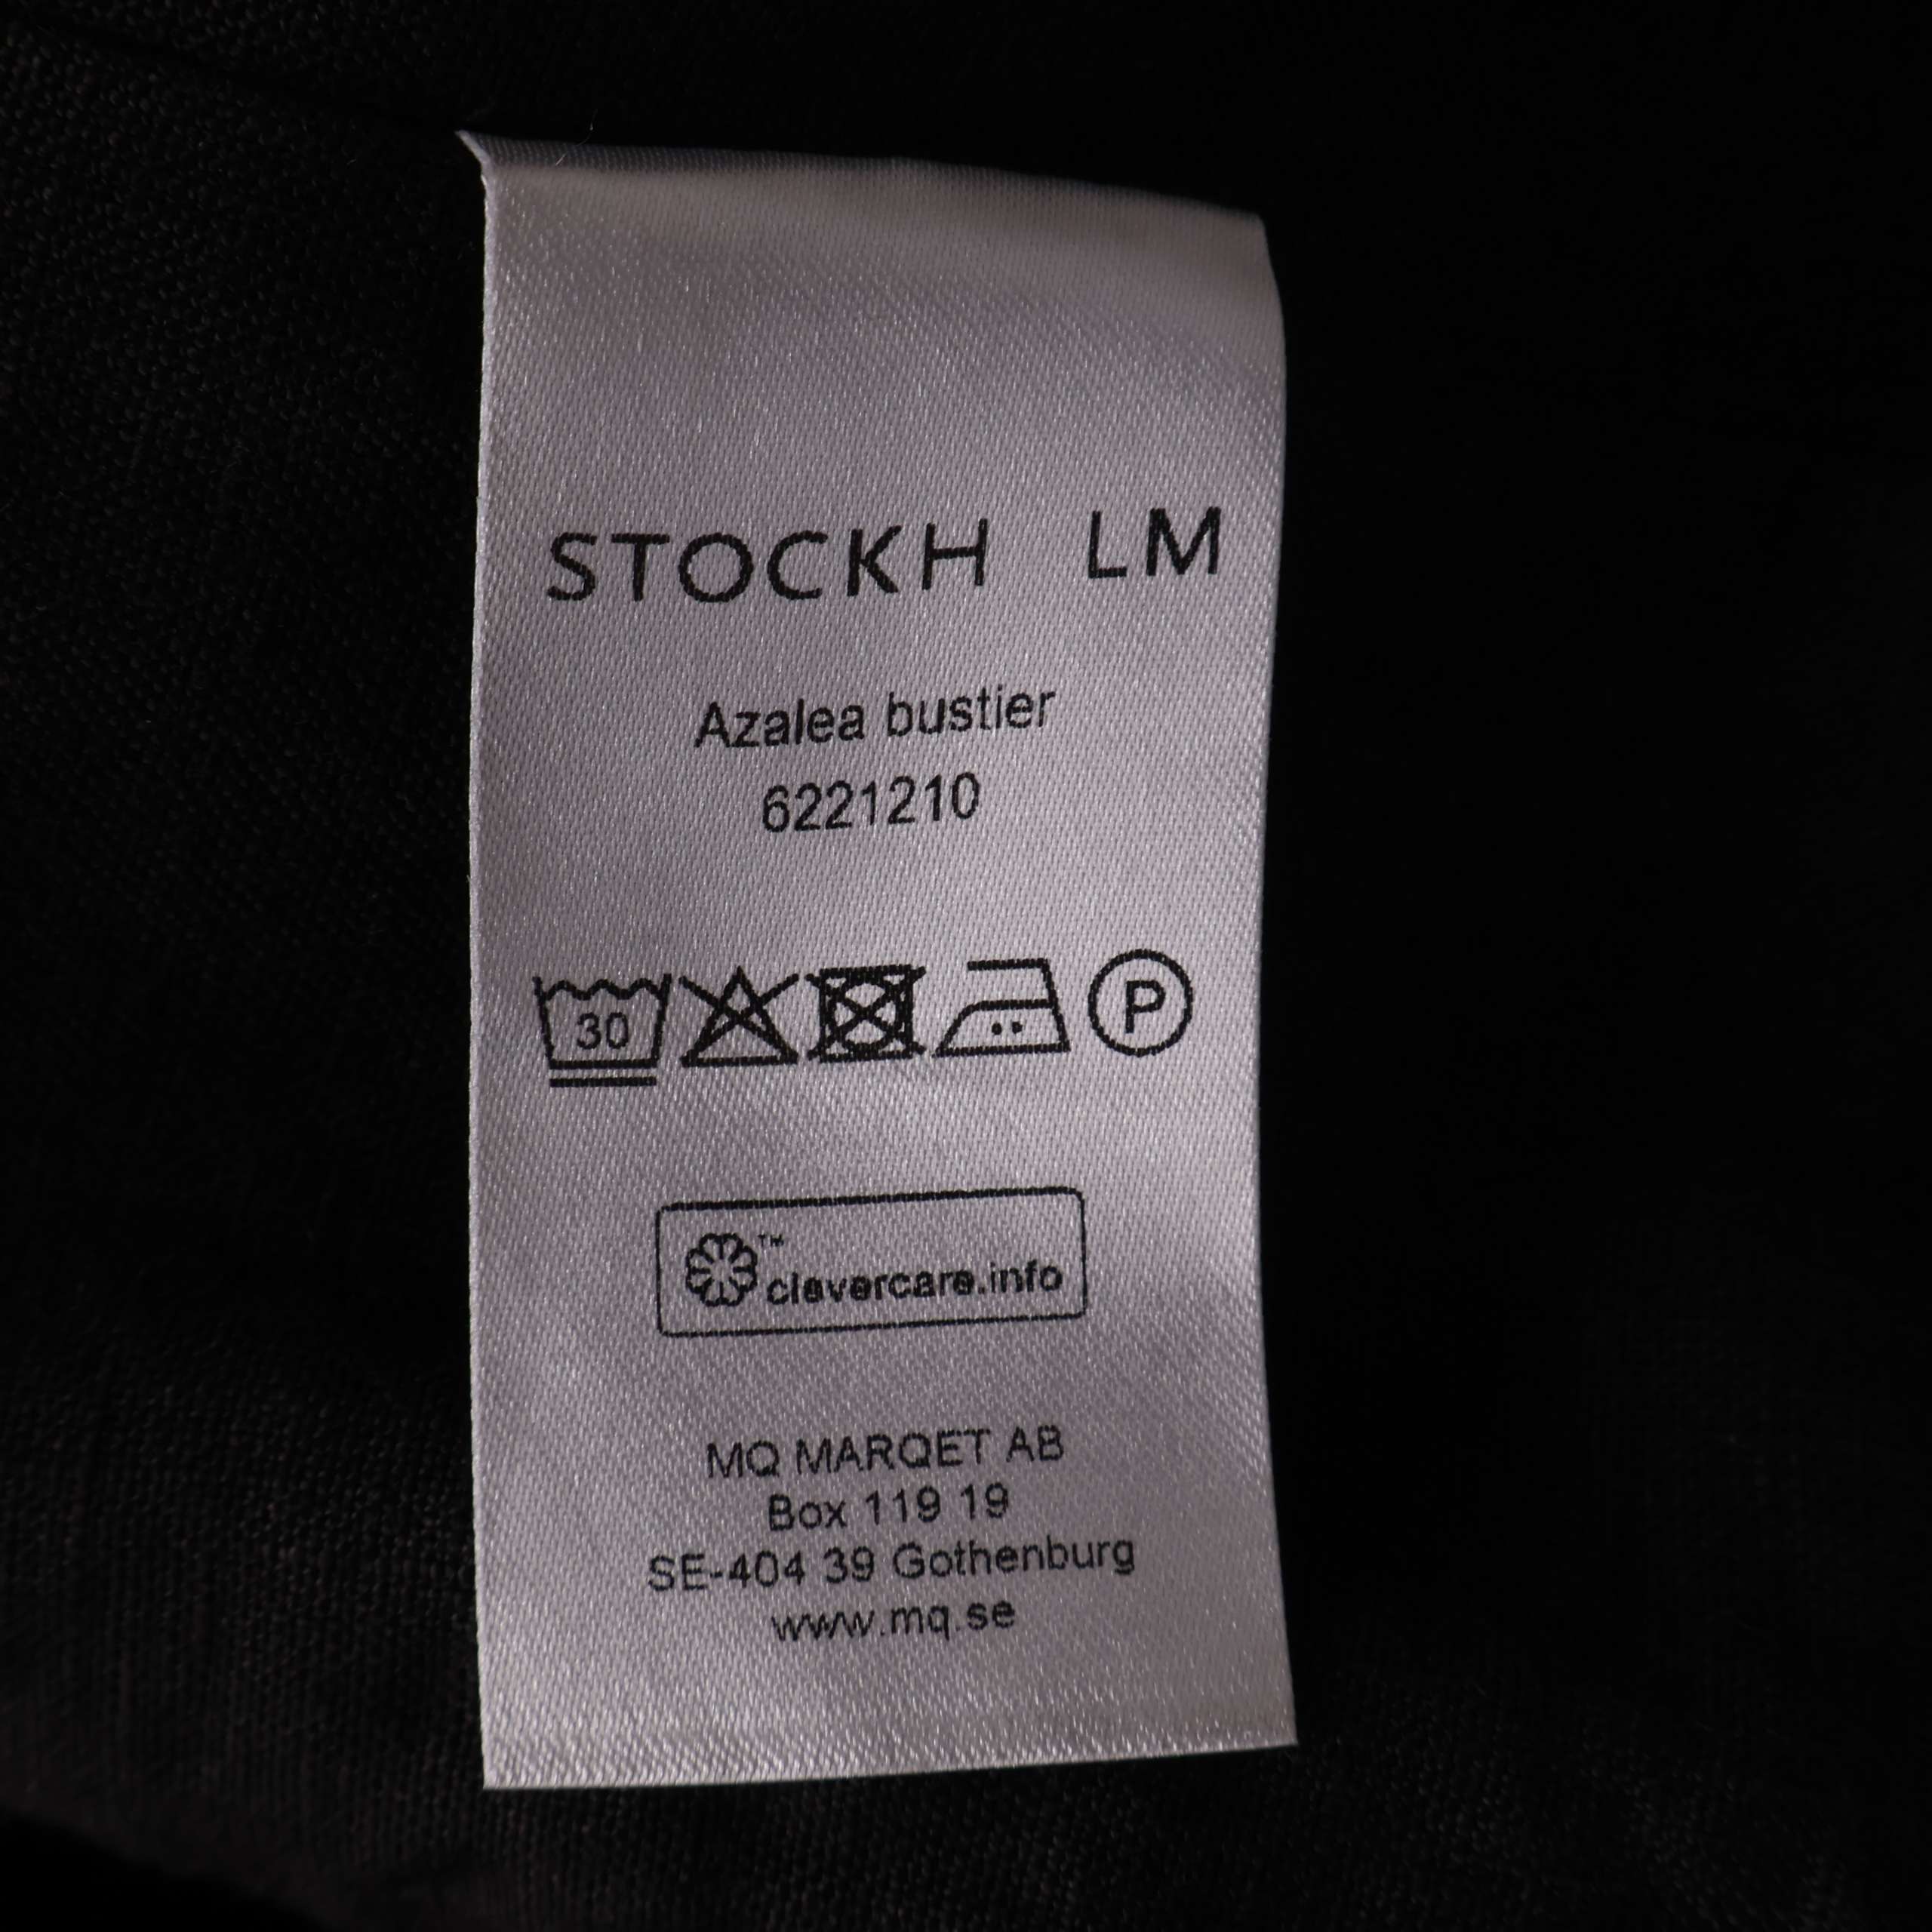 STOCKH LM
Azalea bustier
6221210
30 P
™
clevercare.info
MQ MARQET AB
Box 119 19
SE-404 39 Gothenburg
www.mq.se